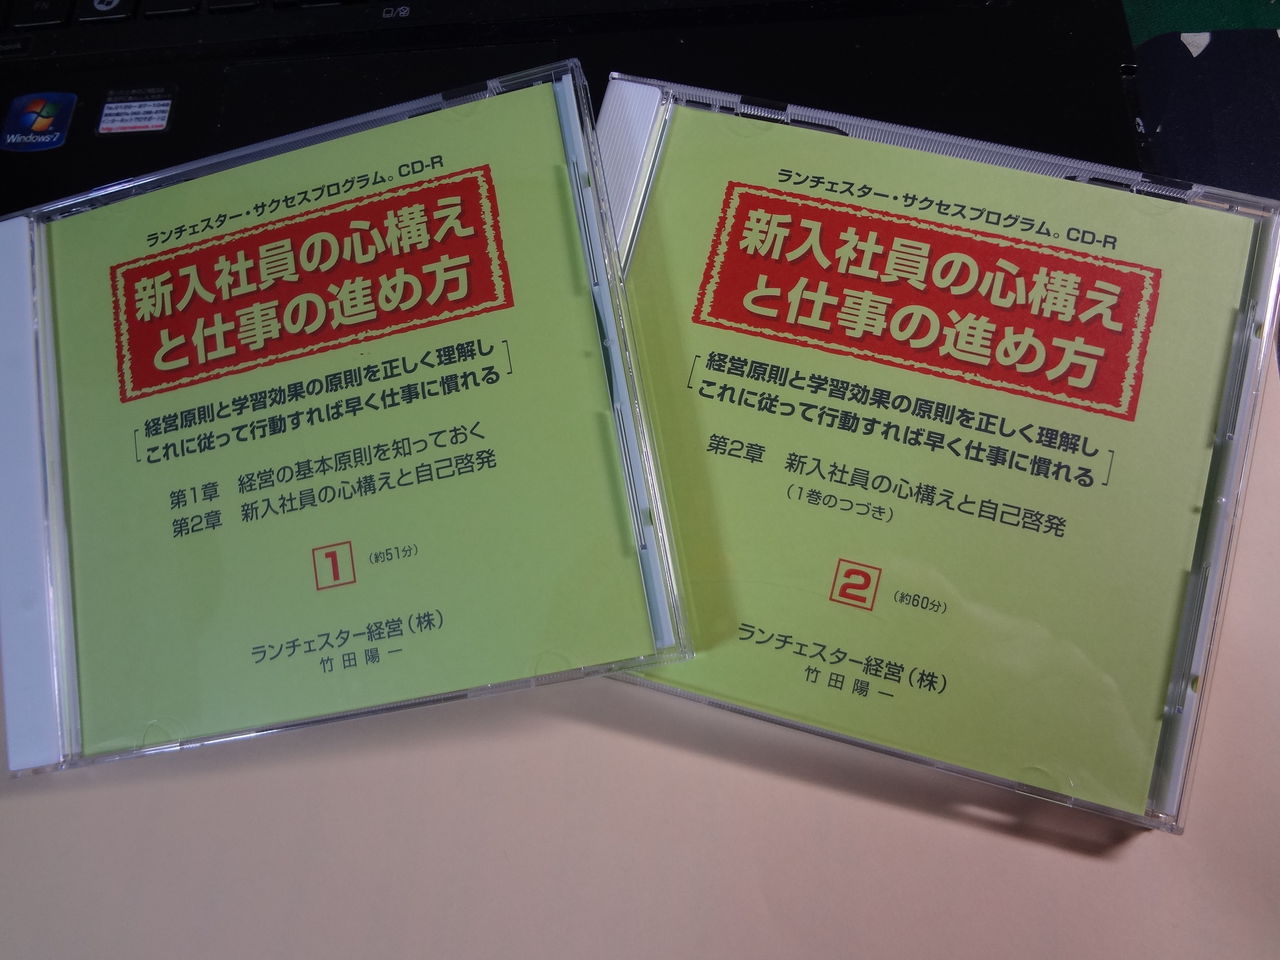 Windows 7
ランチェスター・サクセスプログラム。CD-R
新入社員の心構え
と仕事の進め方
経営原則と学習効果の原則を正しく理解し
これに従って行動すれば早く仕事に慣れる
第1章 経営の基本原則を知っておく
第2章 新入社員の心構えと自己啓発
1 (約51分)
ランチェスター経営(株)
竹田陽一
ランチェスター・サクセスプログラム。CD-R
新入社員の心構え
と仕事の進め方
経営原則と学習効果の原則を正しく理解し
これに従って行動すれば早く仕事に慣れる
第2章 新入社員の心構えと自己啓発
(1巻のつづき)
2 (約60分)
ランチェスター経営(株)
竹田陽一